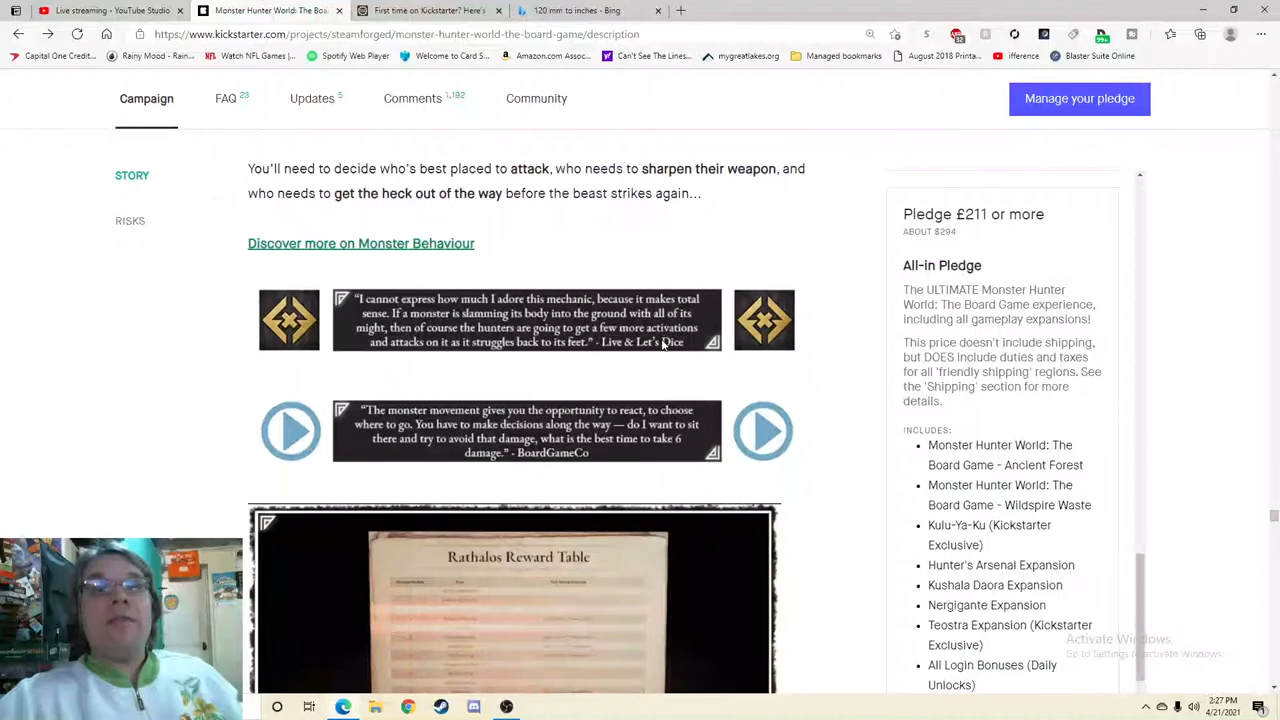 Live streaming - YouTube Studio
Monster Hunter World: The Boa
First time on Kickstarter? Here's
120 mm to inches - Bing
https://www.kickstarter.com/projects/steamforged/monster-hunter-world-the-board-game/description
Capital One Credit...
Rainy Mood - Rain...
Watch NFL Games |...
Spotify Web Player
Welcome to Card S...
Amazon.com Assoc...
Can't See The Lines...
mygreatlakes.org
Managed bookmarks
August 2018 Printa...
ifference
Blaster Suite Online
Campaign
FAQ 23
Updates 5
Comments 1,192
Community
Manage your pledge
STORY
RISKS
You'll need to decide who's best placed to attack, who needs to sharpen their weapon, and
who needs to get the heck out of the way before the beast strikes again...
Discover more on Monster Behaviour
"I cannot express how much I adore this mechanic, because it makes total
sense. If a monster is slamming its body into the ground with all of its
might, then of course the hunters are going to get a few more activations
and attacks on it as it struggles back to its feet." - Live & Let's Dice
"The monster movement gives you the opportunity to react, to choose
where to go. You have to make decisions along the way — do I want to sit
there and try to avoid that damage, what is the best time to take 6
damage." - BoardGameCo
Rathalos Reward Table
Pledge £211 or more
ABOUT $294
All-in Pledge
The ULTIMATE Monster Hunter
World: The Board Game experience,
including all gameplay expansions!
This price doesn't include shipping,
but DOES include duties and taxes
for all 'friendly shipping' regions. See
the 'Shipping' section for more
details.
INCLUDES:
Monster Hunter World: The
Board Game - Ancient Forest
Monster Hunter World: The
Board Game - Wildspire Waste
Kulu-Ya-Ku (Kickstarter
Exclusive)
Hunter's Arsenal Expansion
Kushala Daora Expansion
Nergigante Expansion
Teostra Expansion (Kickstarter
Exclusive)
All Login Bonuses (Daily
Unlocks)
Activate Windows
Go to Settings to activate Windows.
2:27 PM
4/21/2021